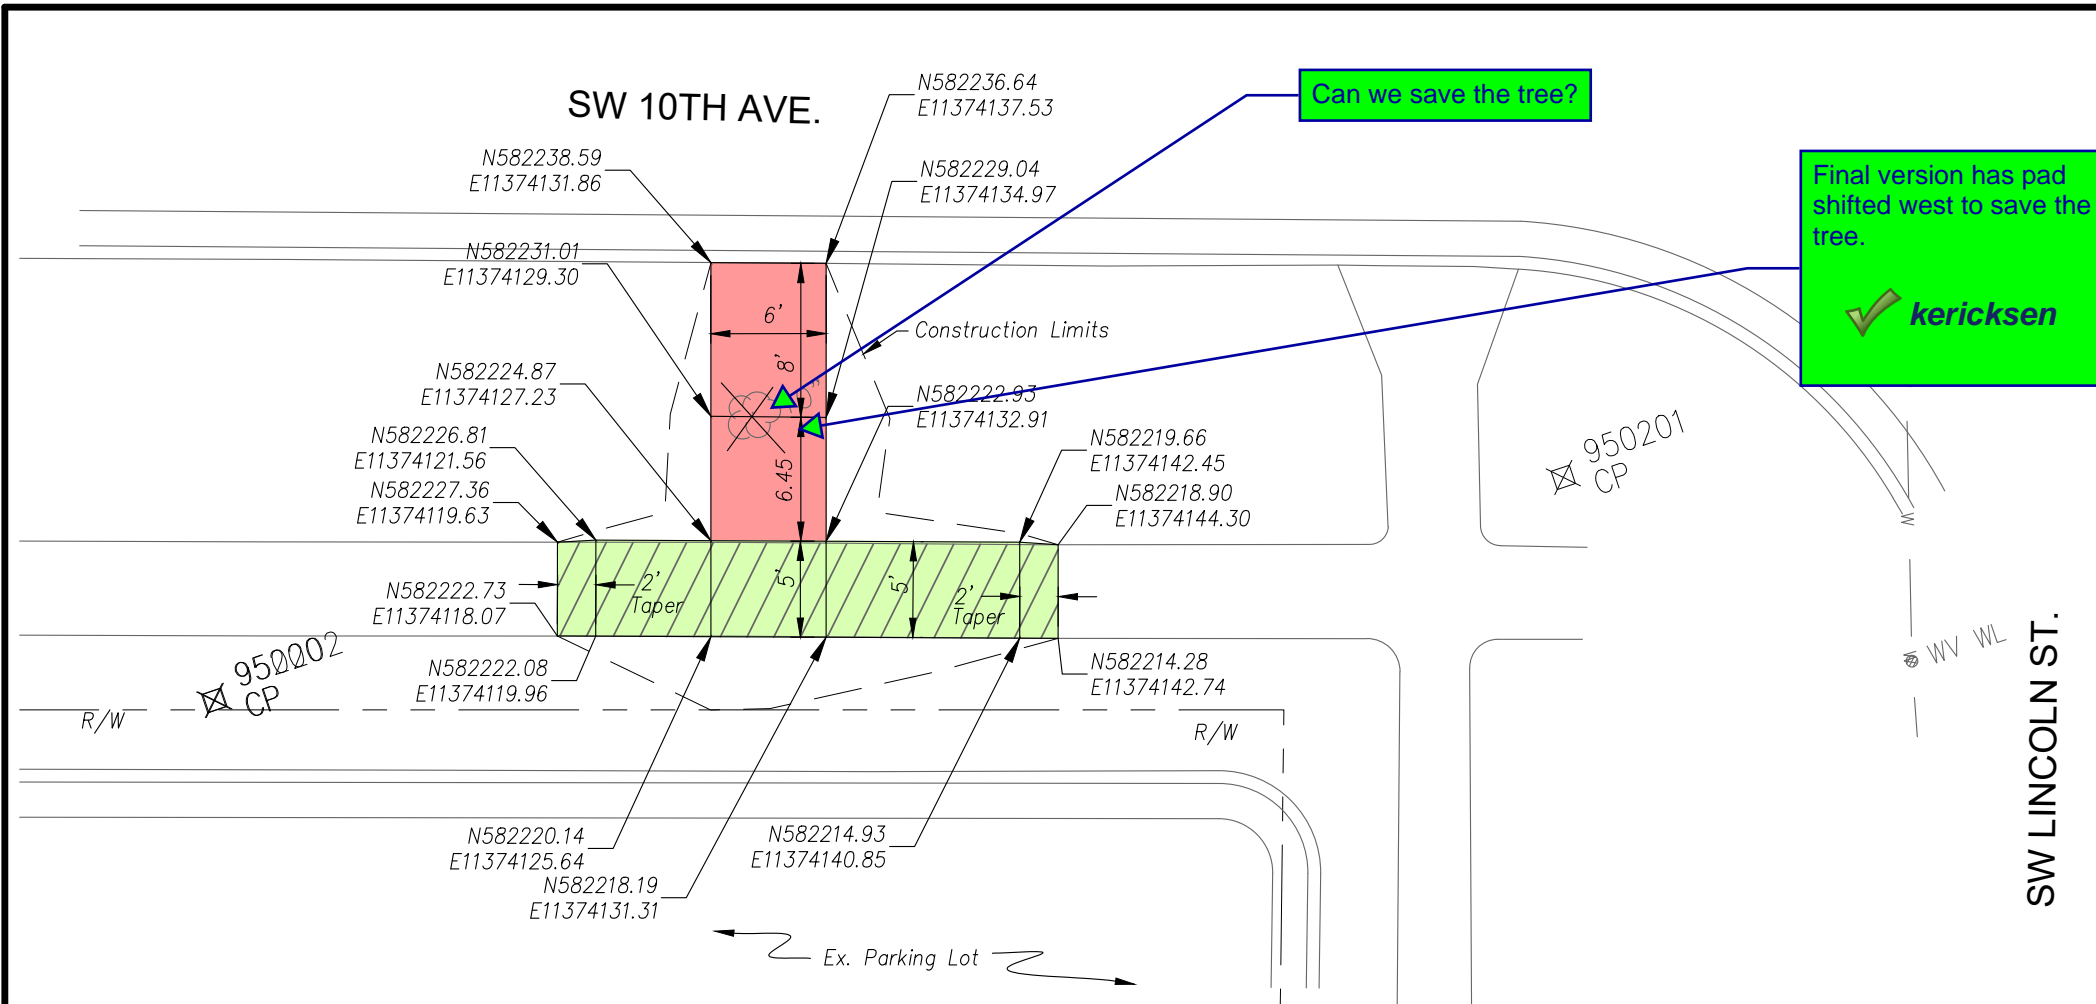 SW 10TH AVE.
N582236.64
E11374137.53
Can we save the tree?
N582238.59
E11374131.86
N582229.04
E11374134.97
Final version has pad
shifted west to save the
tree.
kericksen
N582231.01
E11374129.30
6'
8'
Construction Limits
N582224.87
E11374127.23
N582222.93
E11374132.91
N582226.81
E11374121.56
N582219.66
E11374142.45
950201
CP
6.45
N582227.36
E11374119.63
N582218.90
E11374144.30
W
N582222.73
E11374118.07
2'
Taper
5'
5'
2'
Taper
950202
CP
N582222.08
E11374119.96
N582214.28
E11374142.74
W
WV WL
R/W
R/W
SW LINCOLN ST.
N582220.14
E11374125.64
N582214.93
E11374140.85
N582218.19
E11374131.31
Ex. Parking Lot